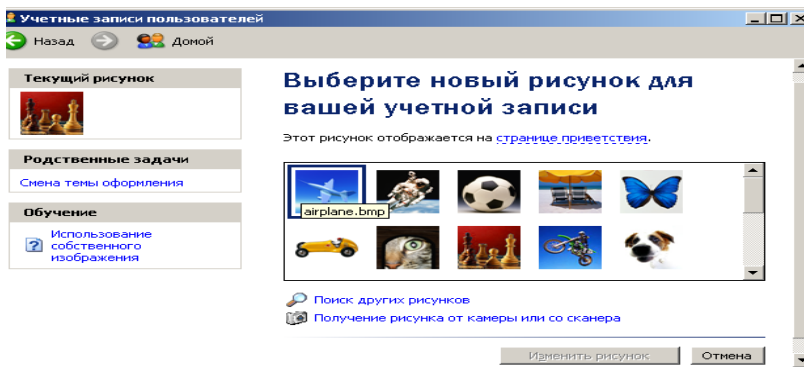 Учетные записи пользователей
Назад
Домой
Текущий рисунок
Родственные задачи
Смена темы оформления
Обучение
Использование
собственного
изображения
Выберите новый рисунок для
вашей учетной записи
Этот рисунок отображается на странице приветствия.
airplane.bmp
Поиск других рисунков
Получение рисунка от камеры или со сканера
Изменить рисунок
Отмена